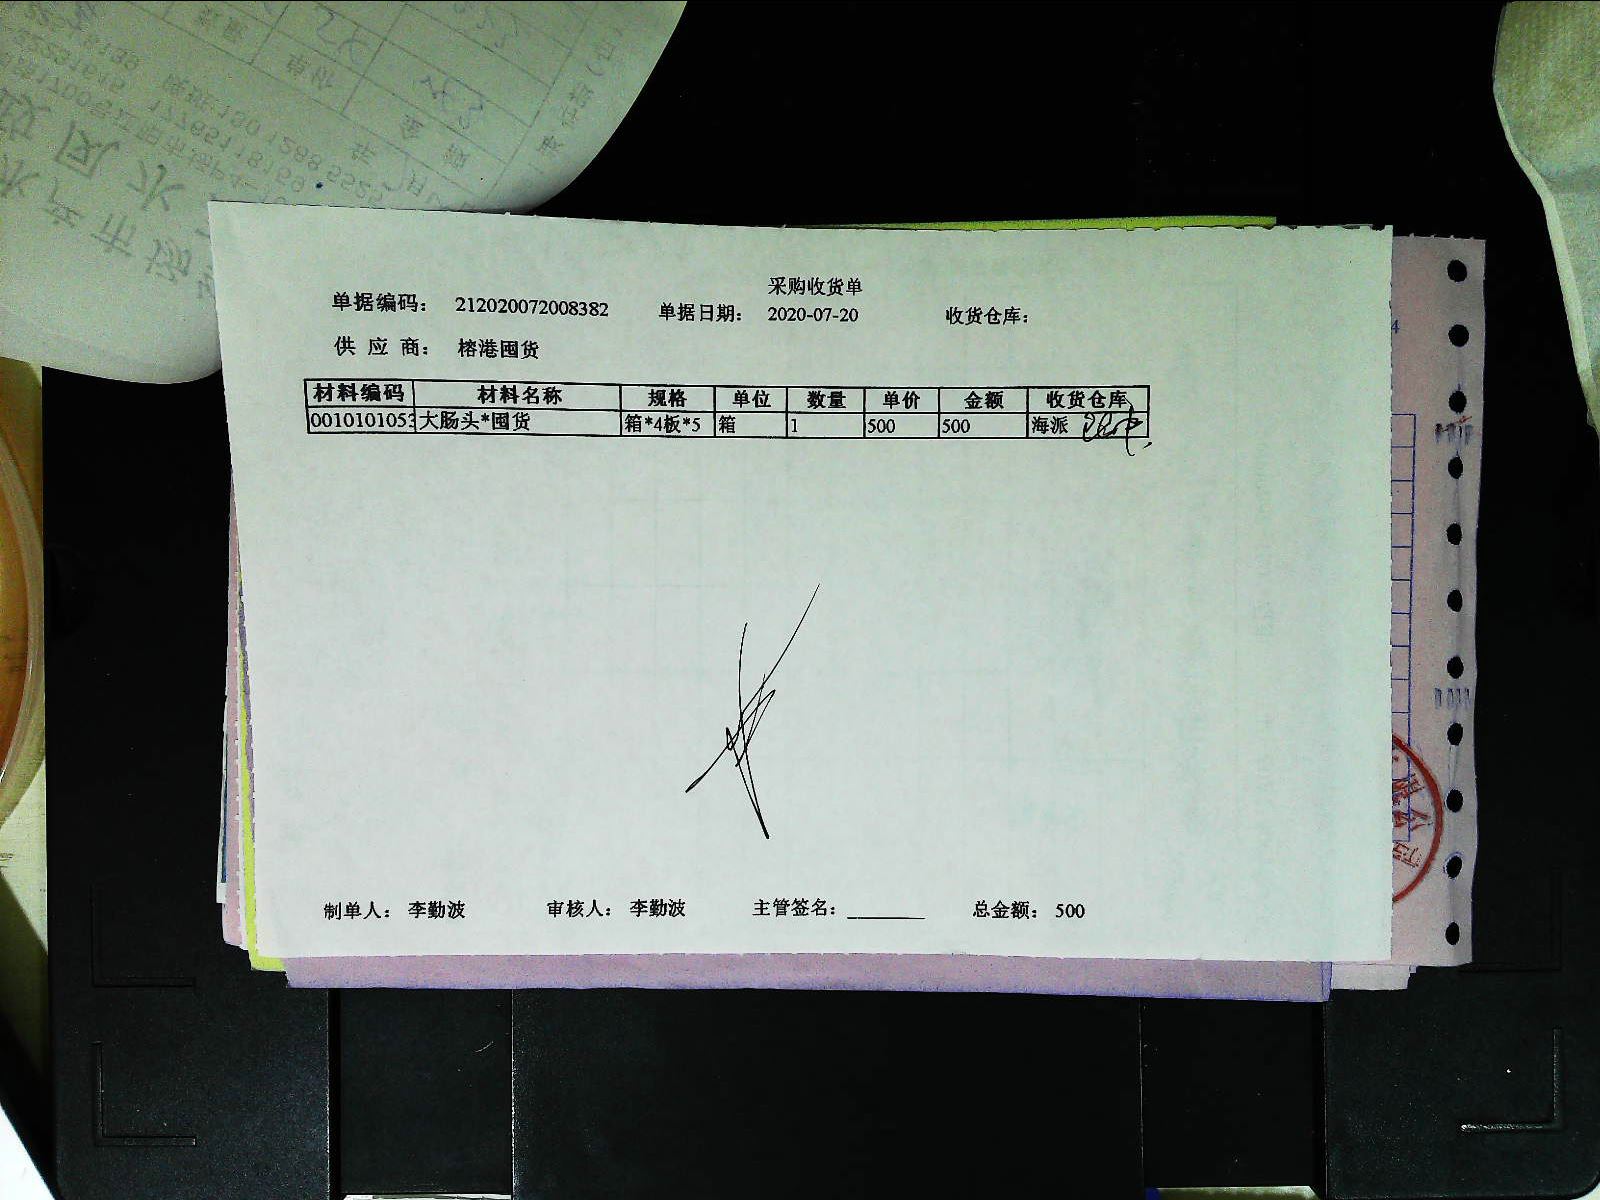 采购收货单
单据编码： 212020072008382 单据日期： 2020-07-20 收货仓库：
供 应 商： 榕港囤货
材料编码 材料名称 规格 单位 数量 单价 金额 收货仓库
0010101053 大肠头*囤货 箱*4板*5 箱 1 500 500 海派
制单人： 李勤波 审核人： 李勤波 主管签名： 总金额： 500